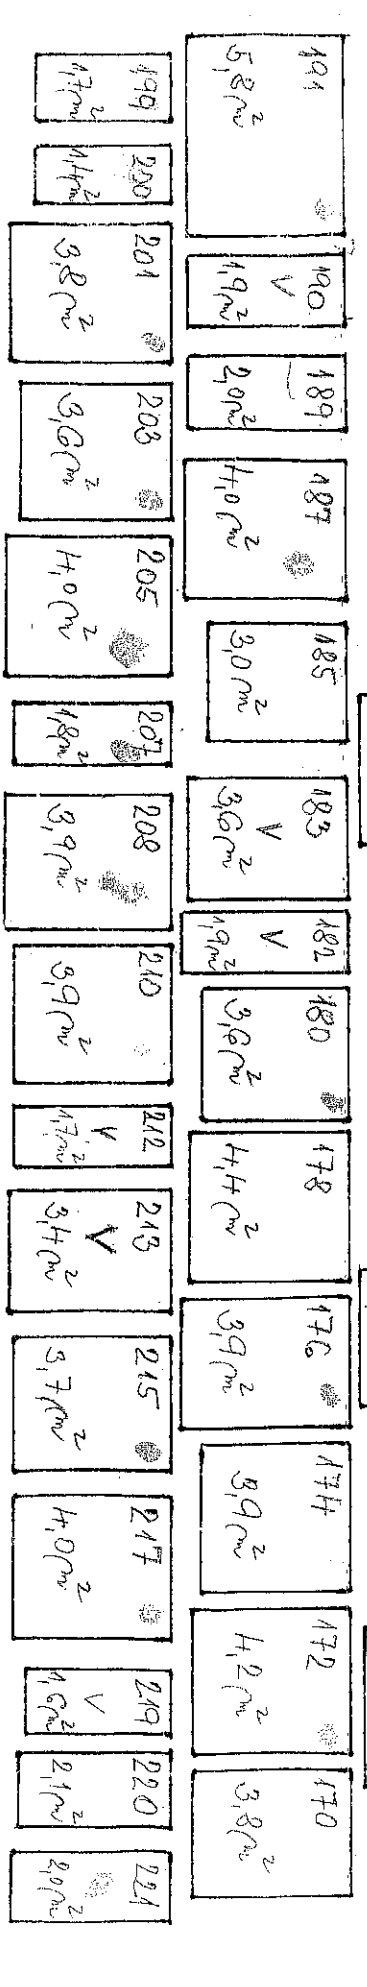 191
5,8m²
190
V
1,9m²
189
2,0m²
187
4,0m²
185
3,0m²
183
V
3,6m²
182
V
1,9m²
180
3,6m²
178
4,4m²
176
3,9m²
174
3,9m²
172
4,2m²
170
3,8m²
199
1,7m²
200
1,4m²
201
3,8m²
203
3,6m²
205
4,0m²
207
1,8m²
208
3,9m²
210
3,9m²
212
V
1,7m²
213
V
3,4m²
215
3,7m²
217
4,0m²
219
V
1,6m²
220
2,1m²
221
2,0m²